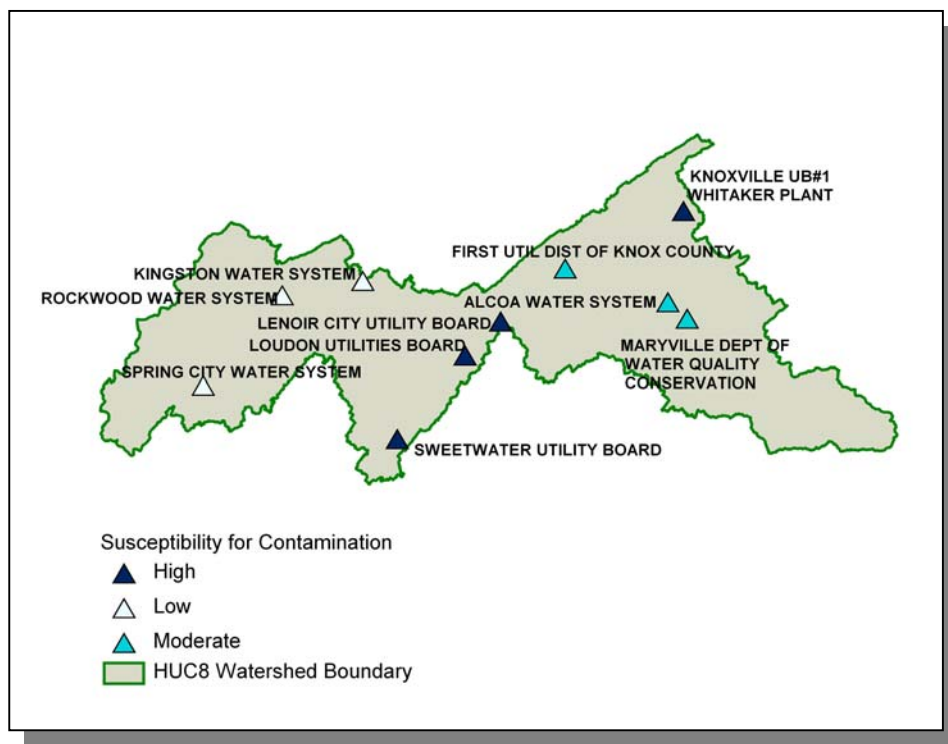 KNOXVILLE UB#1
WHITAKER PLANT
FIRST UTIL DIST OF KNOX COUNTY
KINGSTON WATER SYSTEM
ROCKWOOD WATER SYSTEM
ALCOA WATER SYSTEM
LENOIR CITY UTILITY BOARD
LOUDON UTILITIES BOARD
MARYVILLE DEPT OF
WATER QUALITY
CONSERVATION
SPRING CITY WATER SYSTEM
SWEETWATER UTILITY BOARD
Susceptibility for Contamination
High
Low
Moderate
HUC8 Watershed Boundary